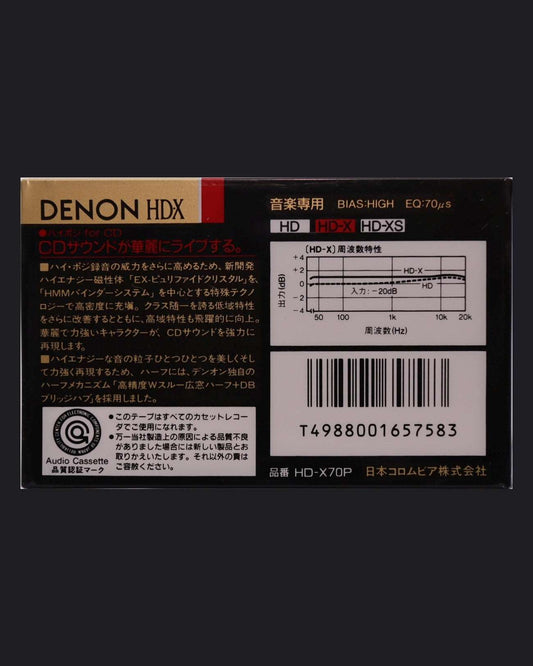 DENON HDX
●ハイポジ for CD
CDサウンドが華麗にライブする。
■ハイ・ポジ録音の威力をさらに高めるため、新開発
ハイエナジー磁性体「EX-ピュリファイドクリスタル」を、
「HMMバインダーシステム」を中心とする特殊テクノ
ロジーで高密度に充塡。クラス随一を誇る低域特性
をさらに改善するとともに、高域特性も飛躍的に向上。
華麗で力強いキャラクターが、CDサウンドを強力に
再現します。
■ハイエナジーな音の粒子ひとつひとつを美しくそし
て力強く再現するため、ハーフには、デンオン独自の
ハーフメカニズム「高精度Wスルー広窓ハーフ+DB
ブリッジハブ」を採用しました。
Audio Cassette
品質認証マーク
●このテープはすべてのカセットレコー
ダでご使用になれます。
●万一当社製造上の原因による品質不良
がありました場合には新しい製品とお
取りかえいたします。それ以外の責はご
容赦ください。
音楽専用 BIAS:HIGH EQ:70μs
HD HD-X HD-XS
〔HD-X〕周波数特性
出力(dB)
+4
+2
0
-2
-4
HD-X
HD
入力:-20dB
50 100 1k 10k 20k
周波数(Hz)
T4988001657583
品番 HD-X70P 日本コロムビア株式会社